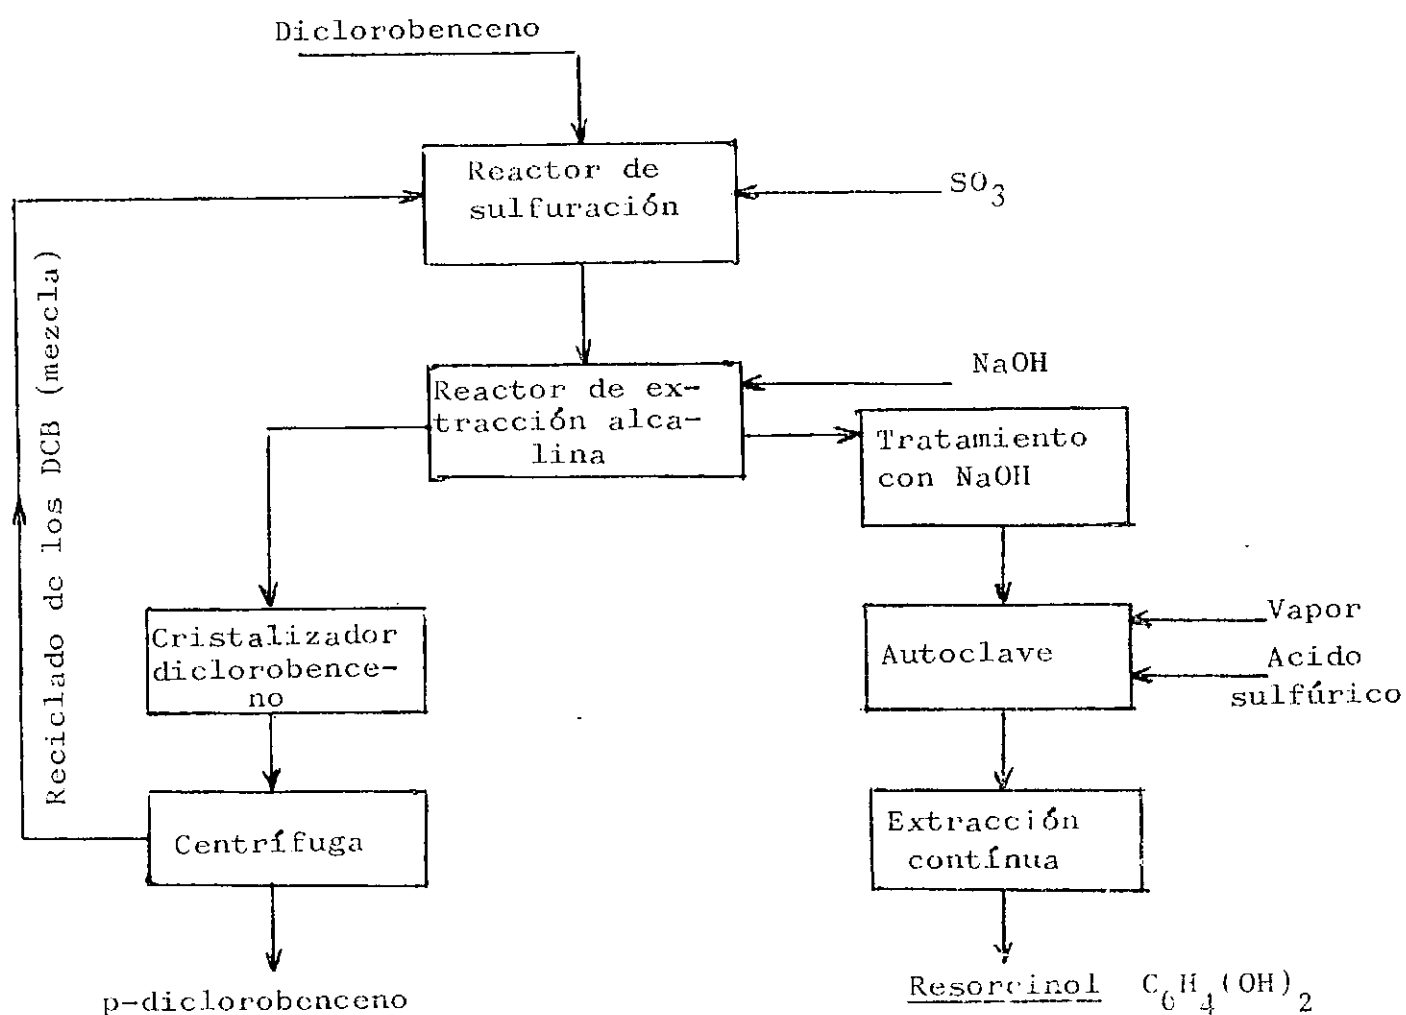 Diclorobenceno
Reactor de
sulfuración
SO3
Reciclado de los DCB (mezcla)
NaOH
Reactor de ex-
tracción alca-
lina
Tratamiento
con NaOH
Cristalizador
diclorobence-
no
Autoclave
Vapor
Acido
sulfúrico
Centrífuga
Extracción
contínua
p-diclorobenceno
Resorcinol C6H4(OH)2